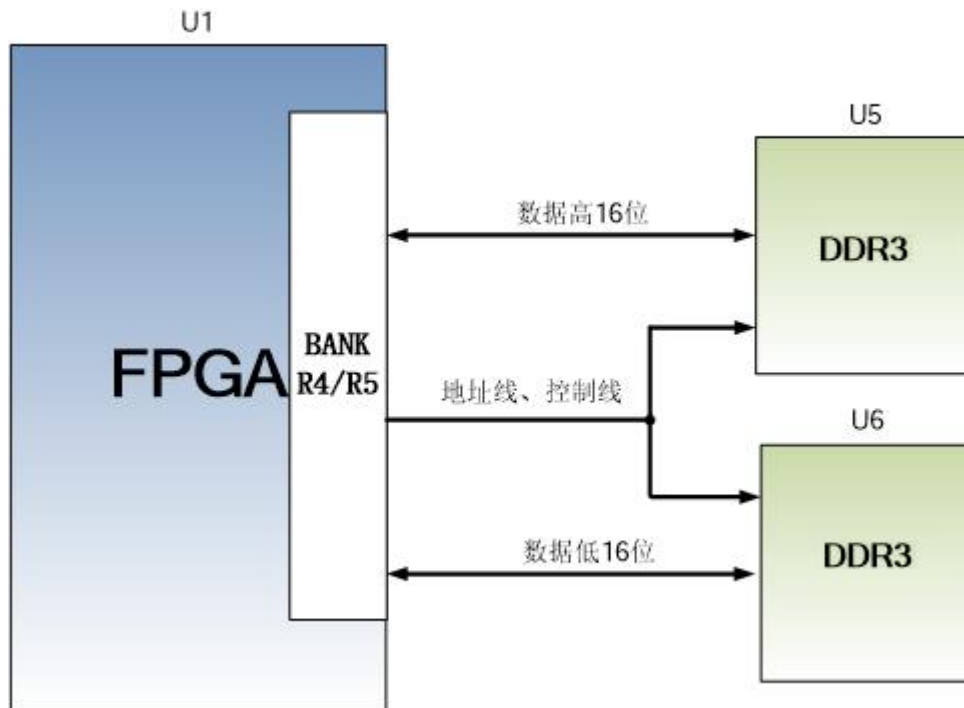 U1
U5
数据高16位
DDR3
FPGA
BANK
R4/R5
地址线、控制线
U6
数据低16位
DDR3